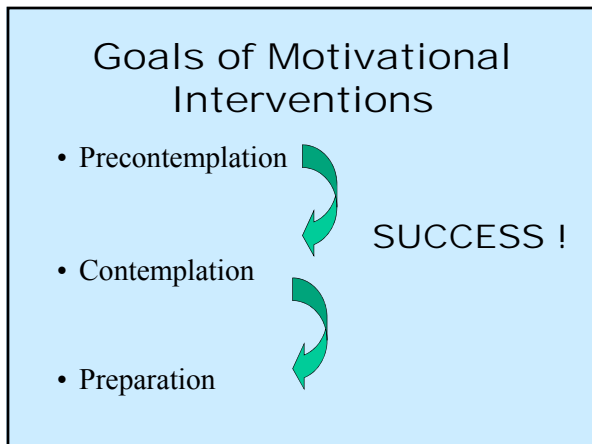 Goals of Motivational
Interventions
• Precontemplation
SUCCESS !
• Contemplation
• Preparation